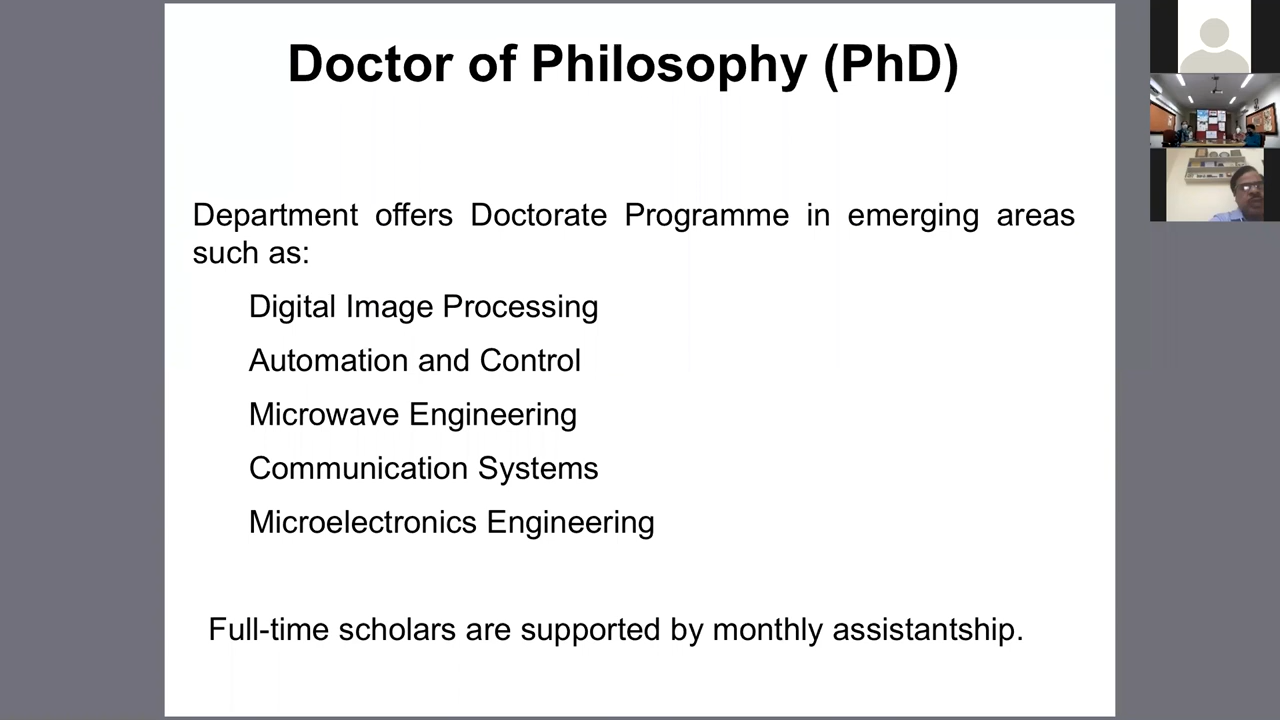 Doctor of Philosophy (PhD)
Department offers Doctorate Programme in emerging areas
such as:
Digital Image Processing
Automation and Control
Microwave Engineering
Communication Systems
Microelectronics Engineering
Full-time scholars are supported by monthly assistantship.